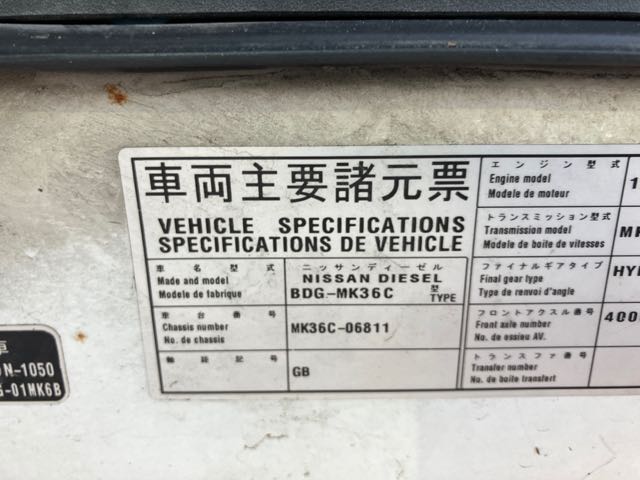 車両主要諸元票
VEHICLE SPECIFICATIONS
SPECIFICATIONS DE VEHICLE
車名型式
Made and model
Modele de fabrique
ニッサンディーゼル
NISSAN DIESEL
BDG-MK36C 型 TYPE
車台番号
Chassis number
No. de chassis
MK36C-06811
GB
エンジン型式
Engine model
Modele de moteur
1
トランスミッション型式
Transmission model
Modele de boite de vitesses
ファイナルギアタイプ
Final gear type
Type de renvoi d'angle
HY
フロントアクスル番号
Front axle number
No. de essieu AV.
400
トランスファ番号
Transfer number
No. de boite transfert
車
N-1050
-01MK6B